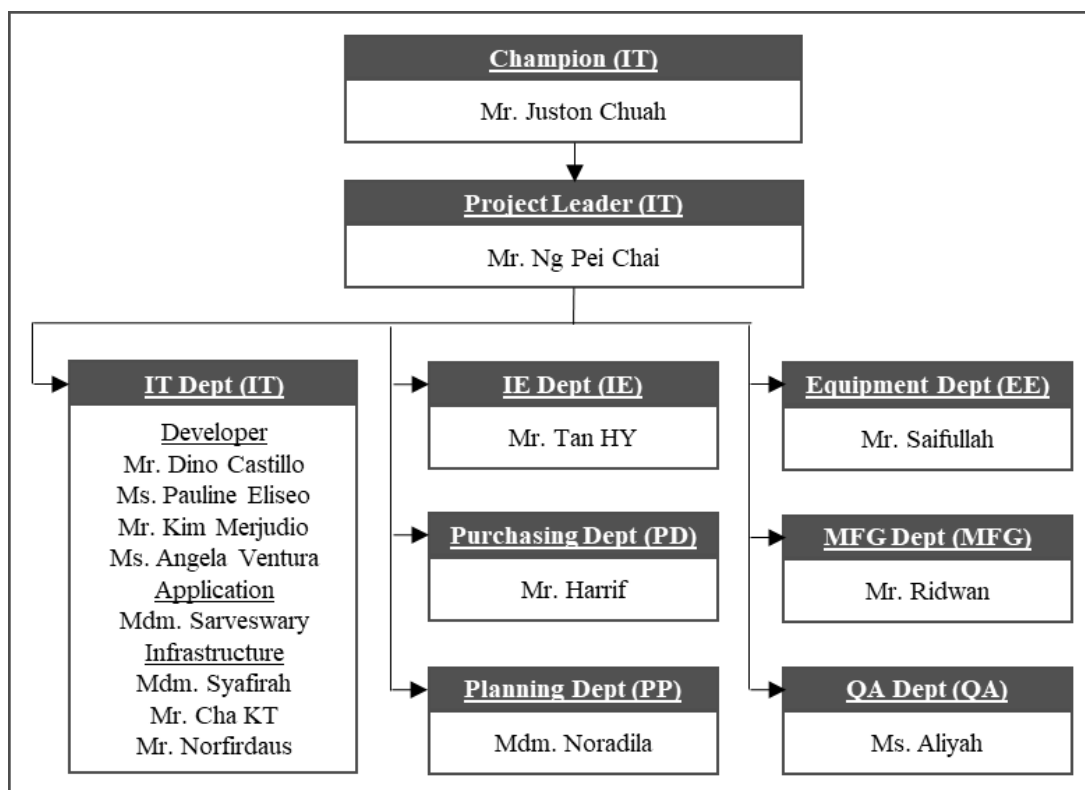 Champion (IT)
Mr. Juston Chuah
Project Leader (IT)
Mr. Ng Pei Chai
IT Dept (IT)
Developer
Mr. Dino Castillo
Ms. Pauline Eliseo
Mr. Kim Merjudio
Ms. Angela Ventura
Application
Mdm. Sarveswary
Infrastructure
Mdm. Syafirah
Mr. Cha KT
Mr. Norfirdaus
IE Dept (IE)
Mr. Tan HY
Purchasing Dept (PD)
Mr. Harrif
Planning Dept (PP)
Mdm. Noradila
Equipment Dept (EE)
Mr. Saifullah
MFG Dept (MFG)
Mr. Ridwan
QA Dept (QA)
Ms. Aliyah